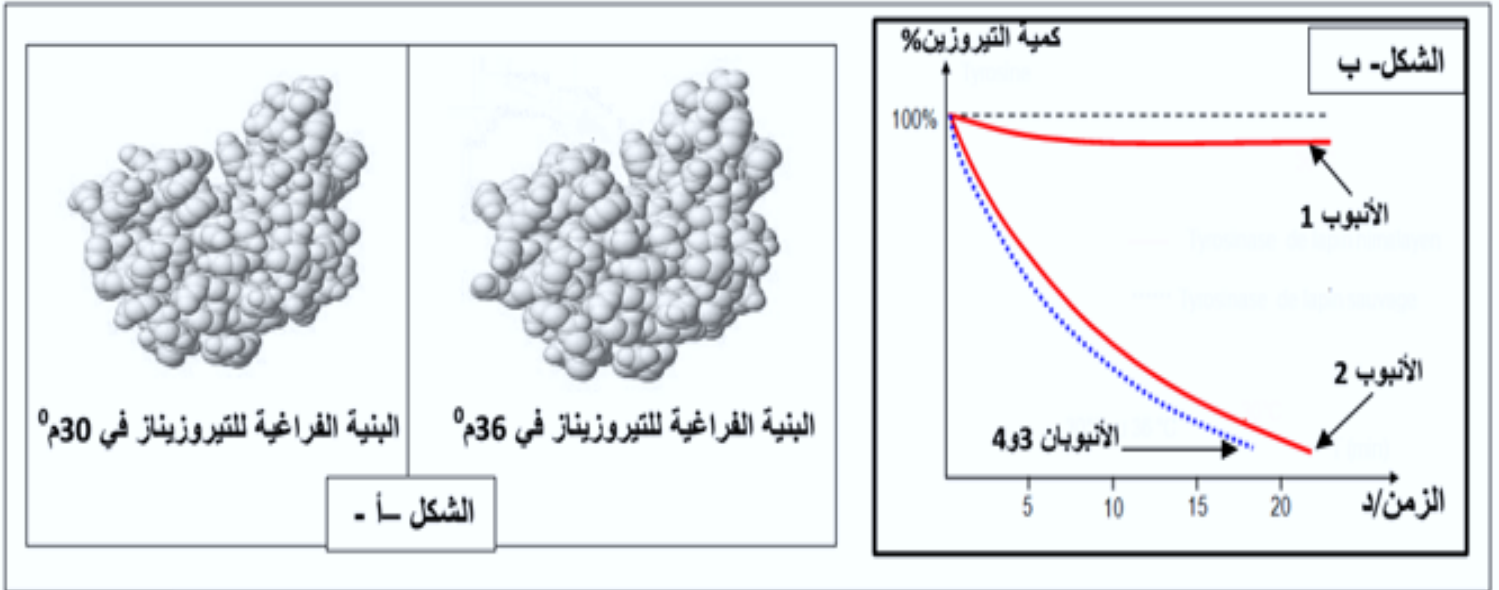 الشكل- ب
كمية التيروزين%
100%
الأنبوب 1
الأنبوب 2
الأنبوبان 3و4
5 10 15 20
الزمن/د
البنية الفراغية للتيروزيناز في 36م⁰
البنية الفراغية للتيروزيناز في 30م⁰
الشكل –أ -